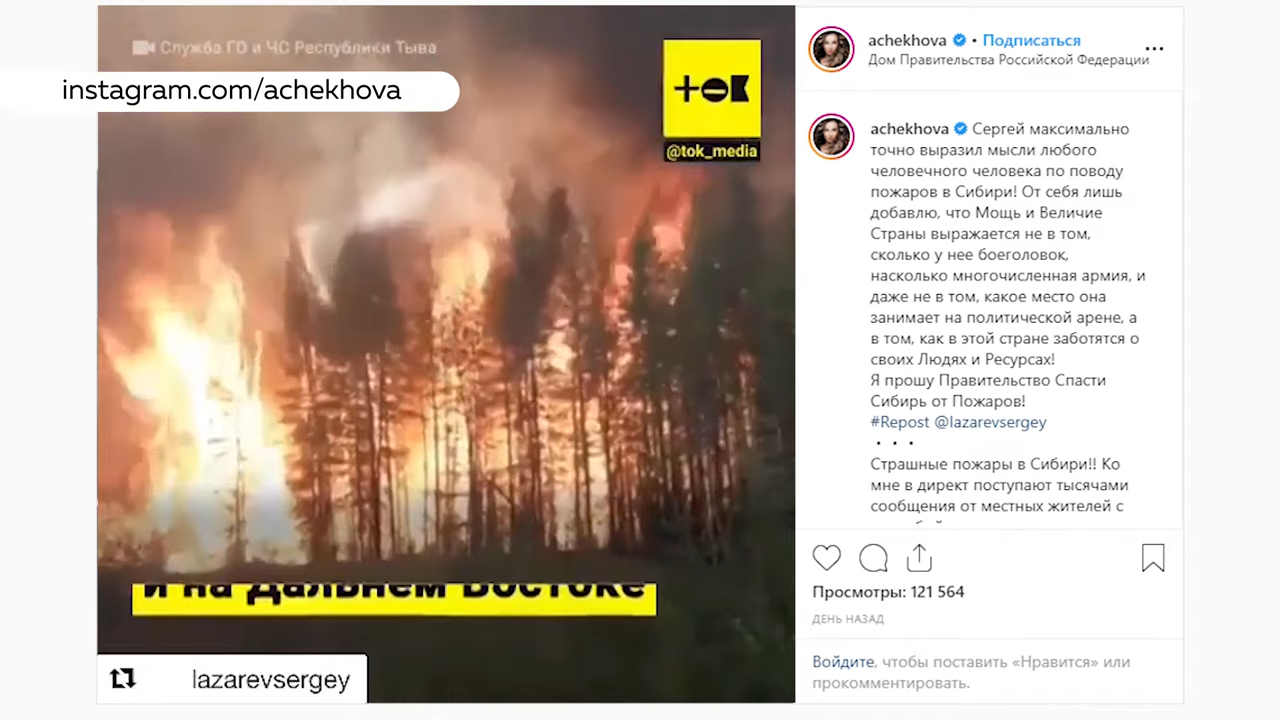 Служба ГО и ЧС Республики Тыва
instagram.com/achekhova
ток
@tok_media
и на Дальнем Востоке
lazarevsergey
achekhova • Подписаться
Дом Правительства Российской Федерации
achekhova Сергей максимально
точно выразил мысли любого
человечного человека по поводу
пожаров в Сибири! От себя лишь
добавлю, что Мощь и Величие
Страны выражается не в том,
сколько у нее боеголовок,
насколько многочисленная армия, и
даже не в том, какое место она
занимает на политической арене, а
в том, как в этой стране заботятся о
своих Людях и Ресурсах!
Я прошу Правительство Спасти
Сибирь от Пожаров!
#Repost @lazarevsergey
• • •
Страшные пожары в Сибири!! Ко
мне в директ поступают тысячами
сообщения от местных жителей с
Просмотры: 121 564
ДЕНЬ НАЗАД
Войдите, чтобы поставить «Нравится» или
прокомментировать.